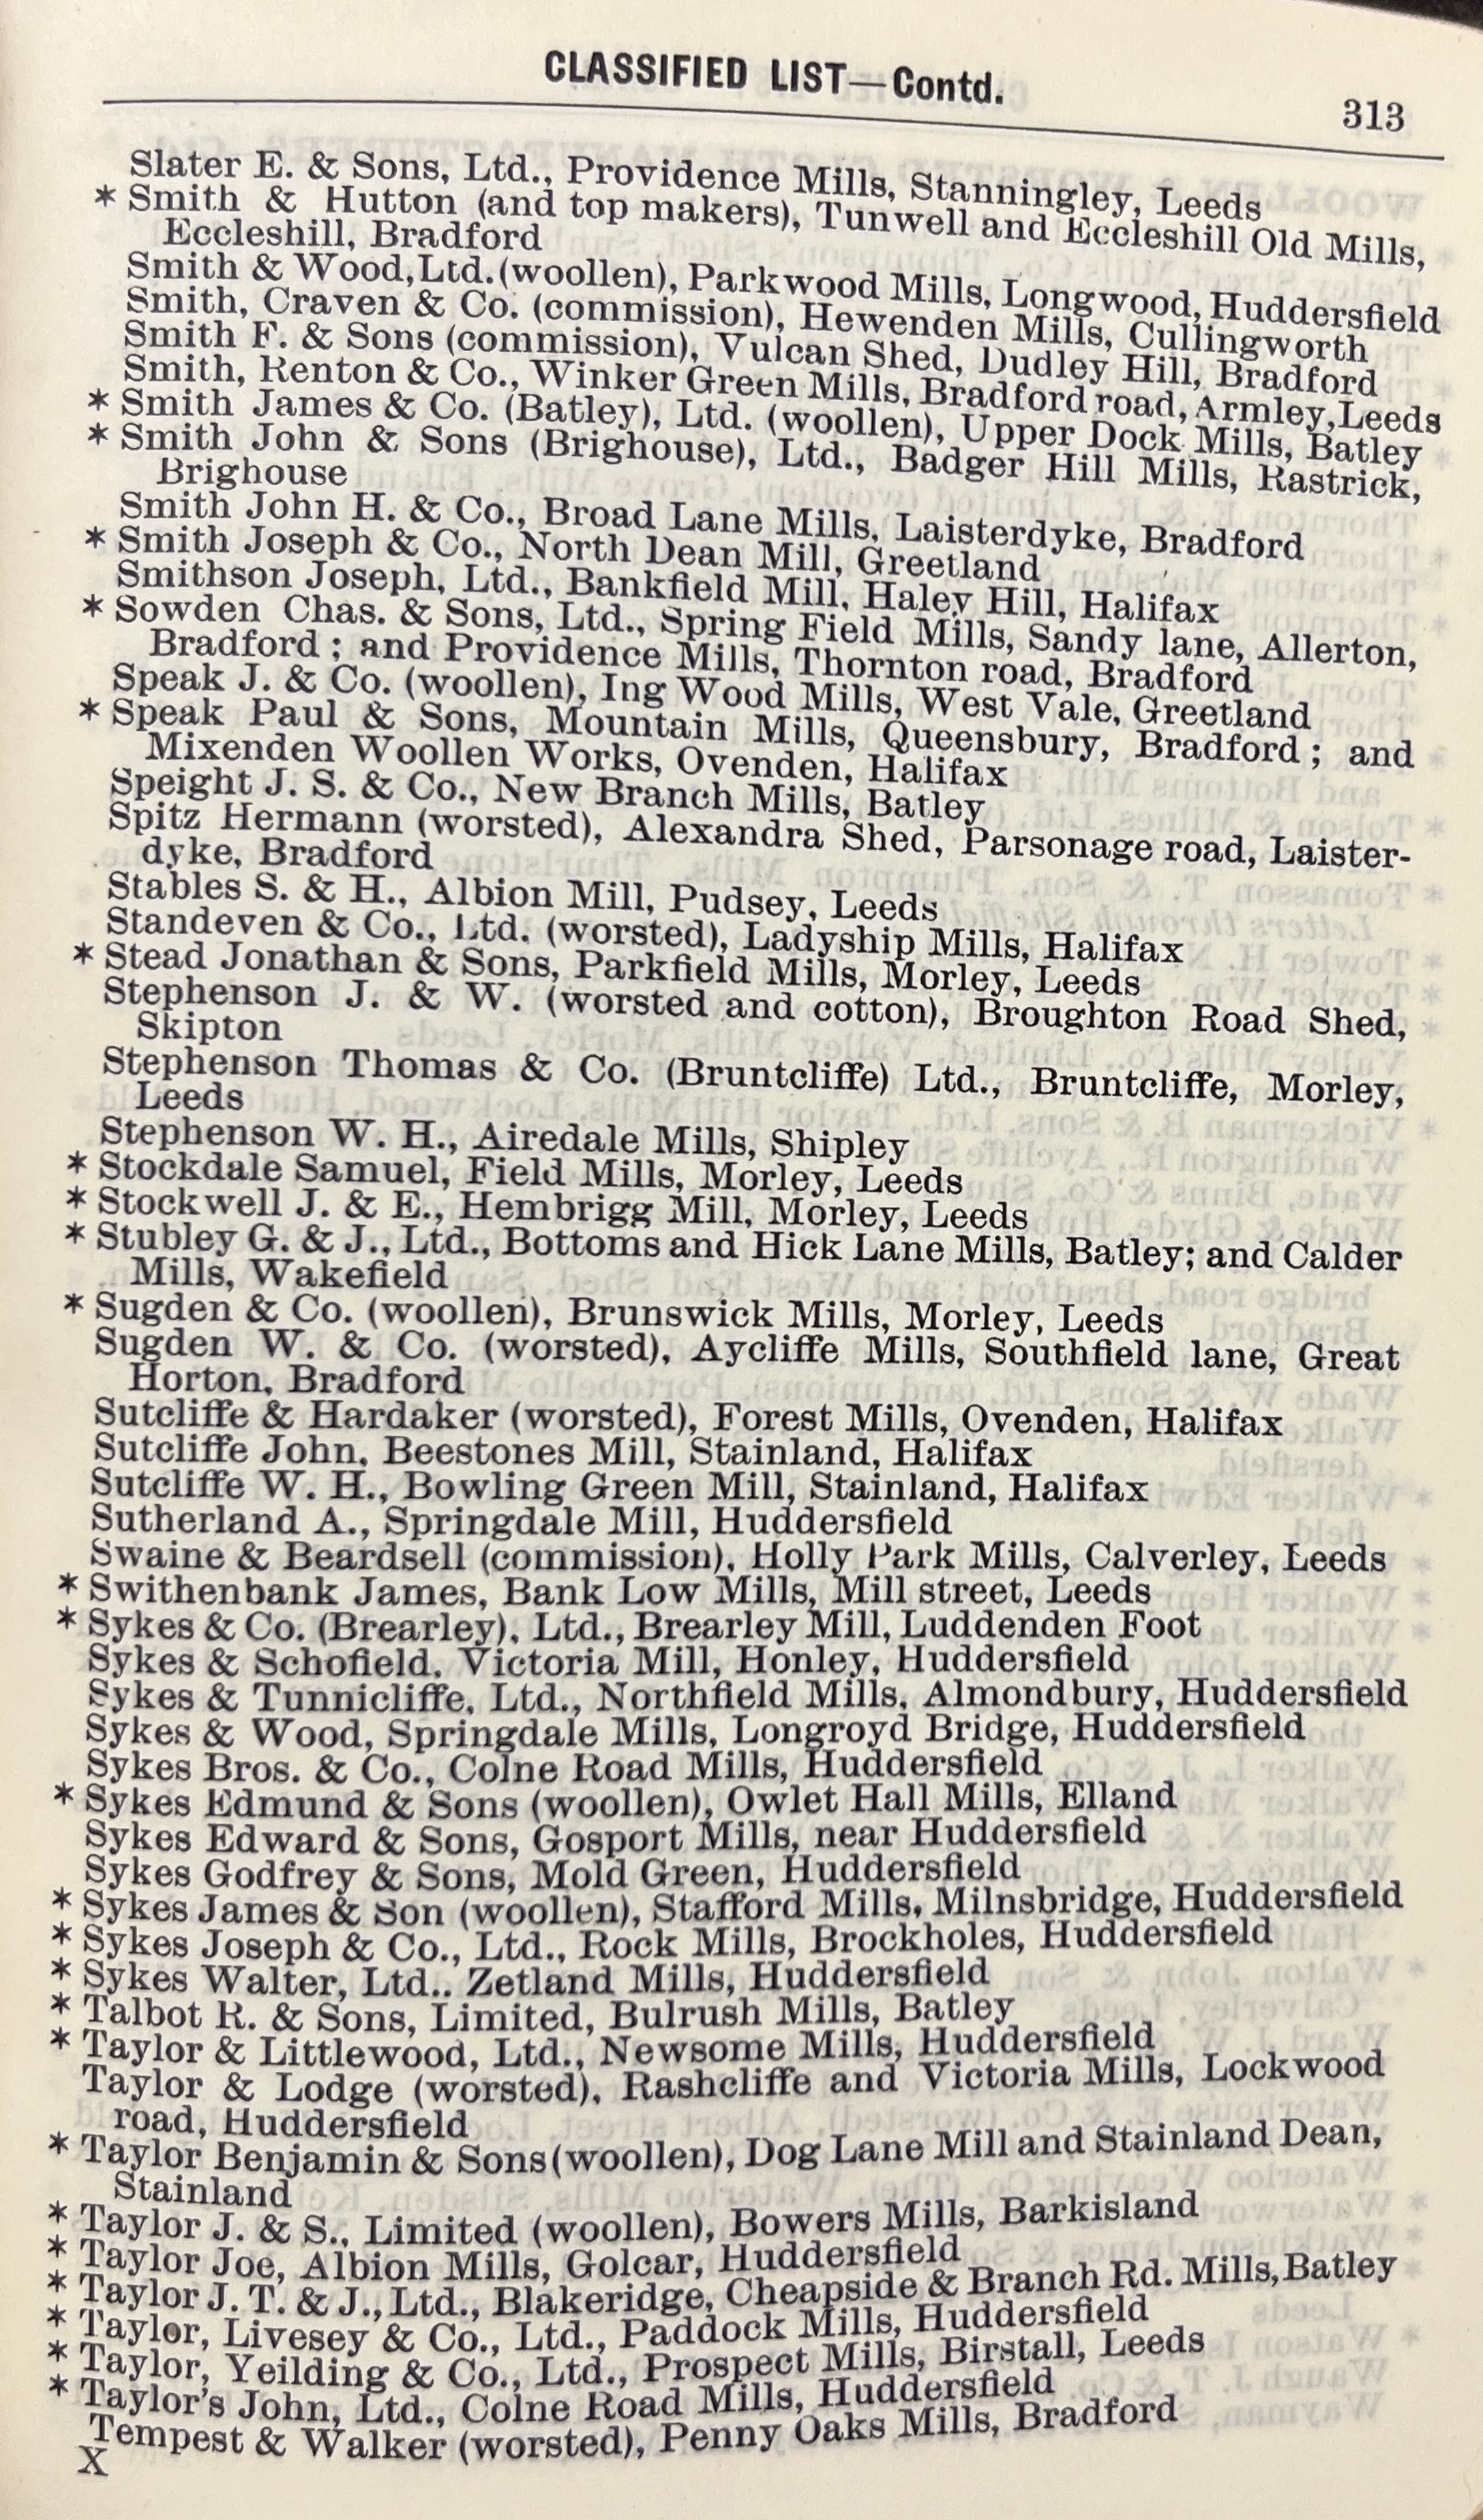 CLASSIFIED LIST—Contd.
313
Slater E. & Sons, Ltd., Providence Mills, Stanningley, Leeds
* Smith & Hutton (and top makers), Tunwell and Eccleshill Old Mills,
Eccleshill, Bradford
Smith & Wood, Ltd. (woollen), Parkwood Mills, Longwood, Huddersfield
Smith, Craven & Co. (commission), Hewenden Mills, Cullingworth
Smith F. & Sons (commission), Vulcan Shed, Dudley Hill, Bradford
Smith, Renton & Co., Winker Green Mills, Bradford road, Armley, Leeds
* Smith James & Co. (Batley), Ltd. (woollen), Upper Dock Mills, Batley
* Smith John & Sons (Brighouse), Ltd., Badger Hill Mills, Rastrick,
Brighouse
Smith John H. & Co., Broad Lane Mills, Laisterdyke, Bradford
* Smith Joseph & Co., North Dean Mill, Greetland
Smithson Joseph, Ltd., Bankfield Mill, Haley Hill, Halifax
* Sowden Chas. & Sons, Ltd., Spring Field Mills, Sandy lane, Allerton,
Bradford ; and Providence Mills, Thornton road, Bradford
Speak J. & Co. (woollen), Ing Wood Mills, West Vale, Greetland
* Speak Paul & Sons, Mountain Mills, Queensbury, Bradford ; and
Mixenden Woollen Works, Ovenden, Halifax
Speight J. S. & Co., New Branch Mills, Batley
Spitz Hermann (worsted), Alexandra Shed, Parsonage road, Laister-
dyke, Bradford
Stables S. & H., Albion Mill, Pudsey, Leeds
Standeven & Co., Ltd. (worsted), Ladyship Mills, Halifax
* Stead Jonathan & Sons, Parkfield Mills, Morley, Leeds
Stephenson J. & W. (worsted and cotton), Broughton Road Shed,
Skipton
Stephenson Thomas & Co. (Bruntcliffe) Ltd., Bruntcliffe, Morley,
Leeds
Stephenson W. H., Airedale Mills, Shipley
* Stockdale Samuel, Field Mills, Morley, Leeds
* Stockwell J. & E., Hembrigg Mill, Morley, Leeds
* Stubley G. & J., Ltd., Bottoms and Hick Lane Mills, Batley; and Calder
Mills, Wakefield
* Sugden & Co. (woollen), Brunswick Mills, Morley, Leeds
Sugden W. & Co. (worsted), Aycliffe Mills, Southfield lane, Great
Horton, Bradford
Sutcliffe & Hardaker (worsted), Forest Mills, Ovenden, Halifax
Sutcliffe John, Beestones Mill, Stainland, Halifax
Sutcliffe W. H., Bowling Green Mill, Stainland, Halifax
Sutherland A., Springdale Mill, Huddersfield
Swaine & Beardsell (commission), Holly Park Mills, Calverley, Leeds
* Swithenbank James, Bank Low Mills, Mill street, Leeds
* Sykes & Co. (Brearley), Ltd., Brearley Mill, Luddenden Foot
Sykes & Schofield, Victoria Mill, Honley, Huddersfield
Sykes & Tunnicliffe, Ltd., Northfield Mills, Almondbury, Huddersfield
Sykes & Wood, Springdale Mills, Longroyd Bridge, Huddersfield
Sykes Bros. & Co., Colne Road Mills, Huddersfield
* Sykes Edmund & Sons (woollen), Owlet Hall Mills, Elland
Sykes Edward & Sons, Gosport Mills, near Huddersfield
Sykes Godfrey & Sons, Mold Green, Huddersfield
* Sykes James & Son (woollen), Stafford Mills, Milnsbridge, Huddersfield
* Sykes Joseph & Co., Ltd., Rock Mills, Brockholes, Huddersfield
* Sykes Walter, Ltd., Zetland Mills, Huddersfield
* Talbot R. & Sons, Limited, Bulrush Mills, Batley
* Taylor & Littlewood, Ltd., Newsome Mills, Huddersfield
Taylor & Lodge (worsted), Rashcliffe and Victoria Mills, Lockwood
road, Huddersfield
* Taylor Benjamin & Sons (woollen), Dog Lane Mill and Stainland Dean,
Stainland
* Taylor J. & S., Limited (woollen), Bowers Mills, Barkisland
* Taylor Joe, Albion Mills, Golcar, Huddersfield
* Taylor J. T. & J., Ltd., Blakeridge, Cheapside & Branch Rd. Mills, Batley
* Taylor, Livesey & Co., Ltd., Paddock Mills, Huddersfield
* Taylor, Yeilding & Co., Ltd., Prospect Mills, Birstall, Leeds
* Taylor's John, Ltd., Colne Road Mills, Huddersfield
Tempest & Walker (worsted), Penny Oaks Mills, Bradford
X